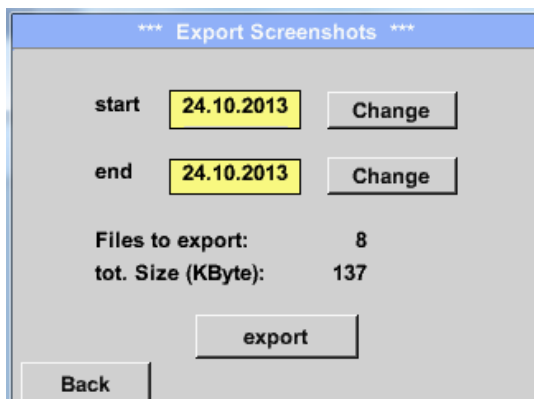 *** Export Screenshots ***
start 24.10.2013 Change
end 24.10.2013 Change
Files to export: 8
tot. Size (KByte): 137
export
Back